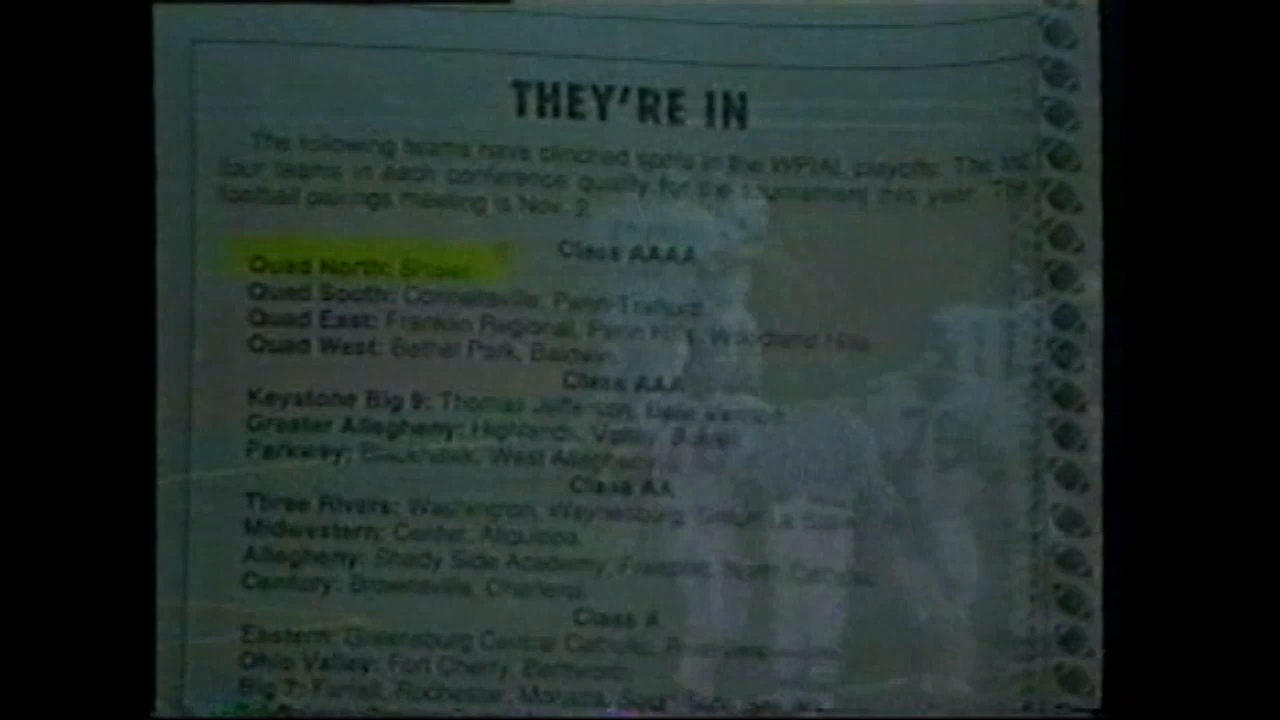 THEY'RE IN
The following teams have clinched spots in the WPIAL playoffs. The
four teams in each conference qualify for the tournament this year. The
football pairings meeting is Nov. 2.
Class AAAA
Quad North: Shaler.
Quad South: Connellsville, Penn-Trafford.
Quad East: Franklin Regional, Penn Hills, Woodland Hills.
Quad West: Bethel Park, Baldwin.
Class AAA
Keystone Big 9: Thomas Jefferson, Belle Vernon.
Greater Allegheny: Highlands, Valley,
Parkway: Blackhawk, West Allegheny.
Class AA
Three Rivers: Washington, Waynesburg,
Midwestern: Center, Aliquippa.
Allegheny: Shady Side Academy,
Century: Brownsville, Charleroi.
Class A
Eastern: Greensburg Central Catholic,
Ohio Valley: Fort Cherry,
Big 7: Farrell, Rochester, Monaca,